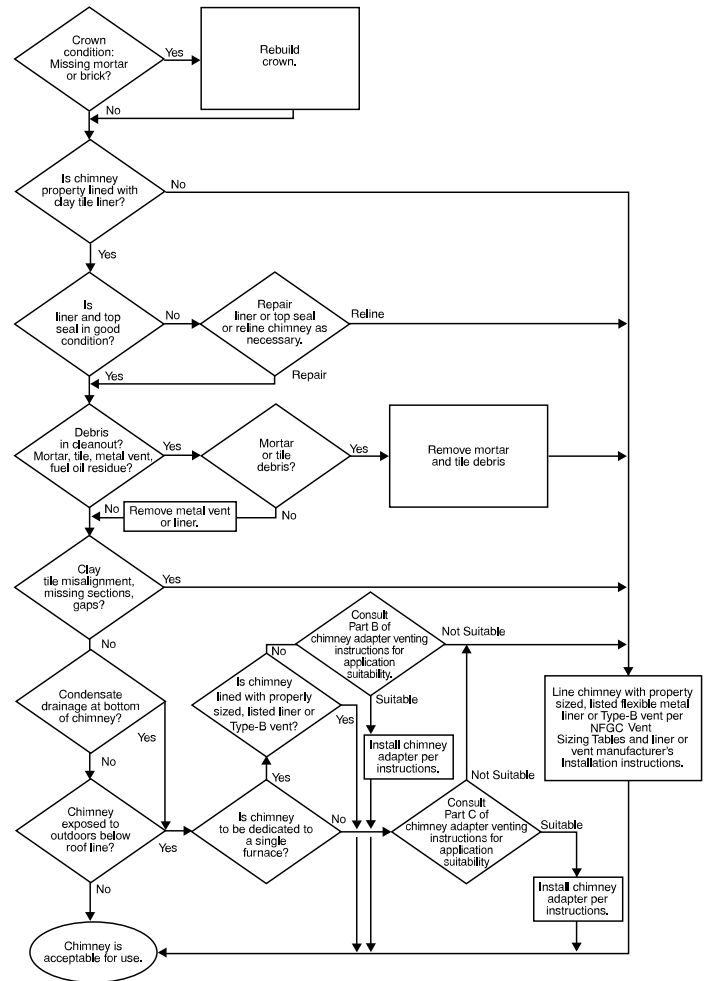 Crown
condition:
Missing mortar
or brick?
Yes
Rebuild
crown.
No
Is chimney
property lined with
clay tile liner?
No
Yes
Is
liner and top
seal in good
condition?
No
Repair
liner or top seal
or reline chimney as
necessary.
Reline
Yes
Repair
Debris
in cleanout?
Mortar, tile, metal vent,
fuel oil residue?
Yes
Mortar
or tile
debris?
Yes
Remove mortar
and tile debris
No
Remove metal vent
or liner.
No
Clay
tile misalignment,
missing sections,
gaps?
Yes
No
Condensate
drainage at bottom
of chimney?
Yes
No
Is chimney
lined with properly
sized, listed liner or
Type-B vent?
No
Yes
Consult
Part B of
chimney adapter venting
instructions for
application
suitability.
Not Suitable
Suitable
Install chimney
adapter per
instructions.
Line chimney with property
sized, listed flexible metal
liner or Type-B vent per
NFGC Vent
Sizing Tables and liner or
vent manufacturer's
Installation instructions.
Chimney
exposed to
outdoors below
roof line?
Yes
Is chimney
to be dedicated to
a single
furnace?
Yes
No
Consult
Part C of
chimney adapter venting
instructions for
application
suitability
Not Suitable
Suitable
Install chimney
adapter per
instructions.
No
Chimney is
acceptable for use.